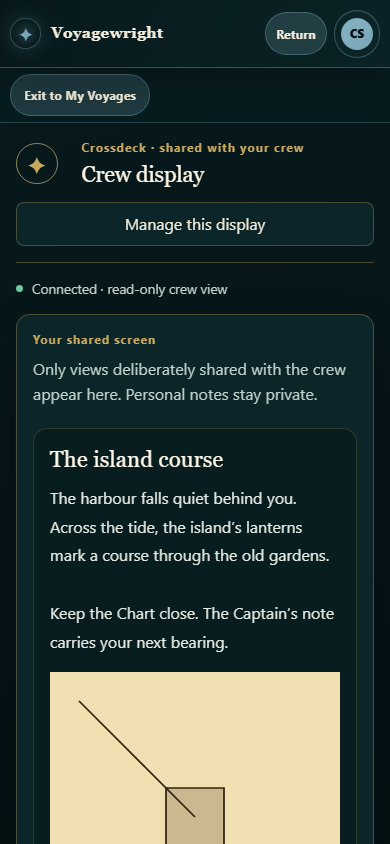 Voyagewright
Return
CS
Exit to My Voyages
Crossdeck · shared with your crew
Crew display
Manage this display
Connected · read-only crew view
Your shared screen
Only views deliberately shared with the crew
appear here. Personal notes stay private.
The island course
The harbour falls quiet behind you.
Across the tide, the island’s lanterns
mark a course through the old gardens.
Keep the Chart close. The Captain’s note
carries your next bearing.